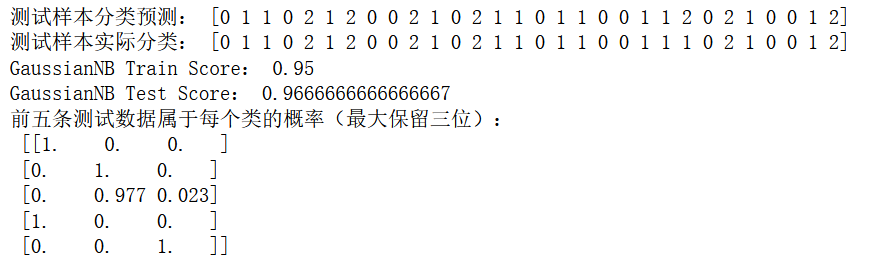 测试样本分类预测： [0 1 1 0 2 1 2 0 0 2 1 0 2 1 1 0 1 1 0 0 1 1 2 0 2 1 0 0 1 2]
测试样本实际分类： [0 1 1 0 2 1 2 0 0 2 1 0 2 1 1 0 1 1 0 0 1 1 1 0 2 1 0 0 1 2]
GaussianNB Train Score： 0.95
GaussianNB Test Score： 0.9666666666666667
前五条测试数据属于每个类的概率（最大保留三位）：
[[1. 0. 0. ]
[0. 1. 0. ]
[0. 0.977 0.023]
[1. 0. 0. ]
[0. 0. 1. ]]